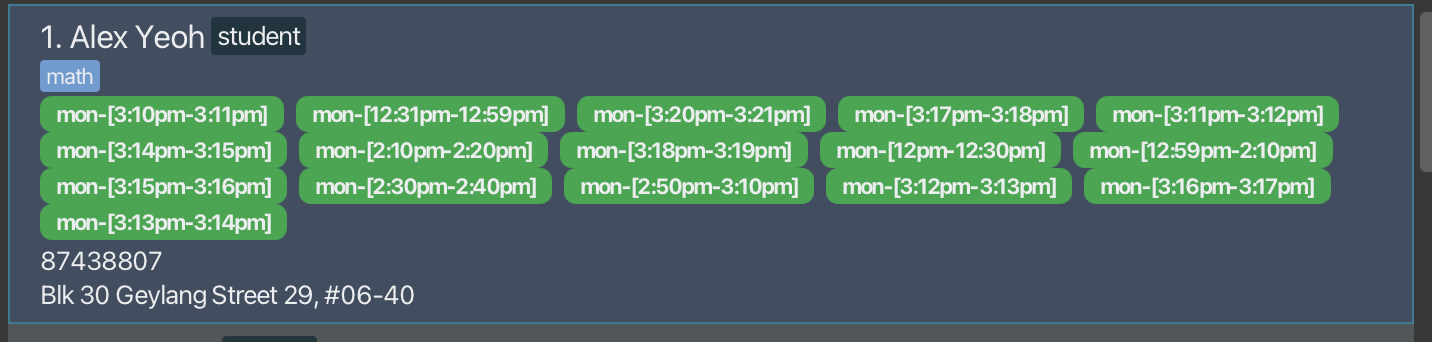 1. Alex Yeoh student
math
mon-[3:10pm-3:11pm] mon-[12:31pm-12:59pm] mon-[3:20pm-3:21pm] mon-[3:17pm-3:18pm] mon-[3:11pm-3:12pm]
mon-[3:14pm-3:15pm] mon-[2:10pm-2:20pm] mon-[3:18pm-3:19pm] mon-[12pm-12:30pm] mon-[12:59pm-2:10pm]
mon-[3:15pm-3:16pm] mon-[2:30pm-2:40pm] mon-[2:50pm-3:10pm] mon-[3:12pm-3:13pm] mon-[3:16pm-3:17pm]
mon-[3:13pm-3:14pm]
87438807
Blk 30 Geylang Street 29, #06-40